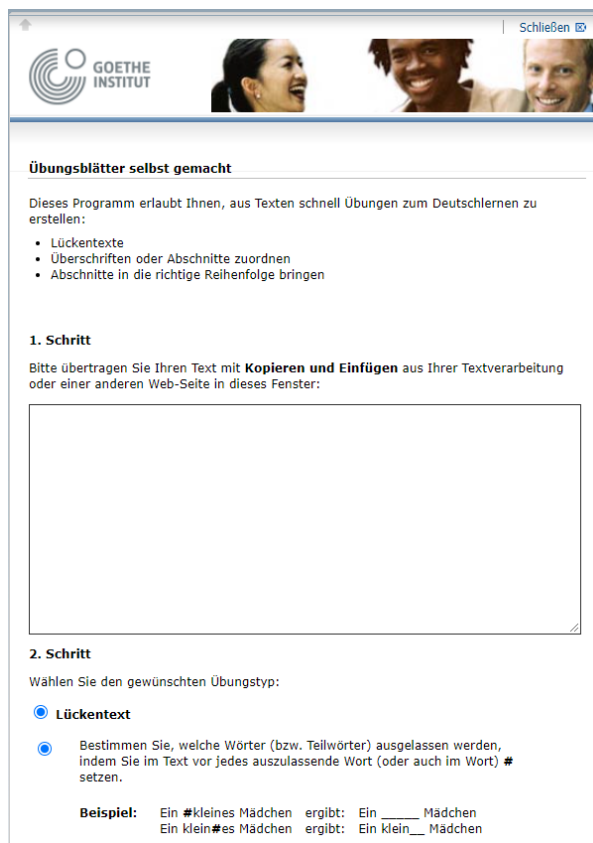 Schließen
GOETHE
INSTITUT
Übungsblätter selbst gemacht
Dieses Programm erlaubt Ihnen, aus Texten schnell Übungen zum Deutschlernen zu
erstellen:
• Lückentexte
• Überschriften oder Abschnitte zuordnen
• Abschnitte in die richtige Reihenfolge bringen
1. Schritt
Bitte übertragen Sie Ihren Text mit Kopieren und Einfügen aus Ihrer Textverarbeitung
oder einer anderen Web-Seite in dieses Fenster:
2. Schritt
Wählen Sie den gewünschten Übungstyp:
Lückentext
Bestimmen Sie, welche Wörter (bzw. Teilwörter) ausgelassen werden,
indem Sie im Text vor jedes auszulassende Wort (oder auch im Wort) #
setzen.
Beispiel: Ein #kleines Mädchen ergibt: Ein _____ Mädchen
Ein klein#es Mädchen ergibt: Ein klein__ Mädchen